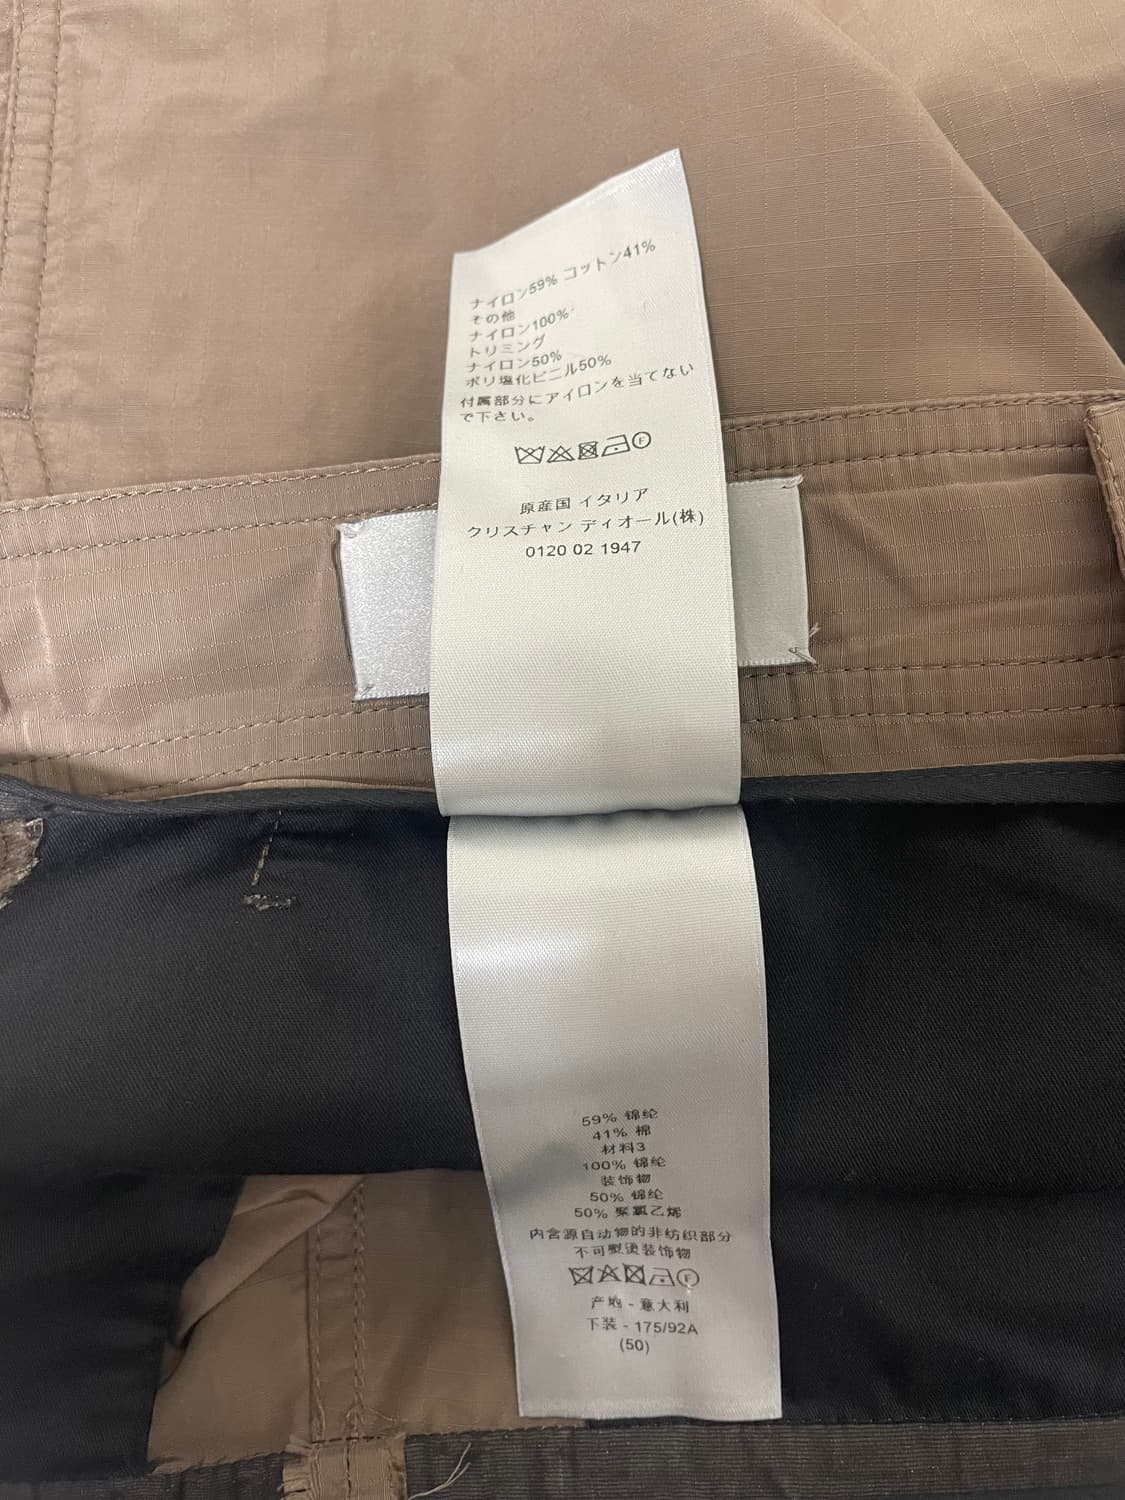 ナイロン59% コットン41%
その他
ナイロン100%
トリミング
ナイロン50%
ポリ塩化ビニル50%
付属部分にアイロンを当てない
で下さい。
F
原産国 イタリア
クリスチャン ディオール(株)
0120 02 1947
59% 锦纶
41% 棉
材料3
100% 锦纶
装饰物
50% 锦纶
50% 聚氯乙烯
内含源自动物的非纺织部分
不可熨烫装饰物
F
产地 - 意大利
下装 - 175/92A
(50)